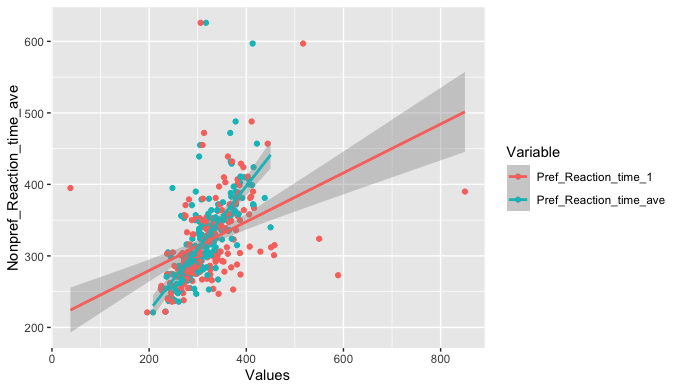 600
500
400
300
200
Nonpref_Reaction_time_ave
0
200
400
600
800
Values
Variable
Pref_Reaction_time_1
Pref_Reaction_time_ave